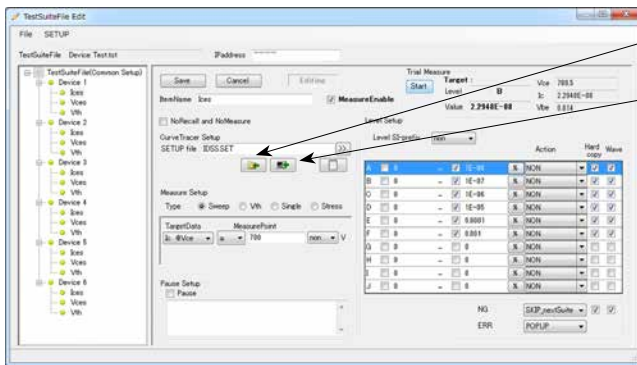 TestSuiteFile Edit
File SETUP
TestSuiteFile Device Test.txt IPaddress
TestSuiteFile(Common Setup)
Device 1
Ices
Vces
Vth
Device 2
Ices
Vces
Vth
Device 3
Ices
Vces
Vth
Device 4
Ices
Vces
Vth
Device 5
Ices
Vces
Vth
Device 6
Ices
Vces
Vth
Save Cancel Editing
ItemName Ices MeasureEnable
NoRecall and NoMeasure
CurveTracer Setup
SETUP file IDSS.SET >>
Measure Setup
Type Sweep Vth Single Stress
TargetData MeasurePoint
Ic @Vce = 700 non V
Pause Setup
Pause
Trial Measure
Start
Target :
Level B
Value 2.2940E-08
Vce 700.5
Ic 2.2940E-08
Vbe 0.014
Level Setup
Level SI-prefix non
Action Hard copy Wave
A 0 - 1E-08 % NON
B 0 - 1E-07 % NON
C 0 - 1E-06 % NON
D 0 - 1E-05 % NON
E 0 - 0.0001 % NON
F 0 - 0.001 % NON
G 0 - 0 % NON
H 0 - 0 % NON
I 0 - 0 % NON
J 0 - 0 % NON
NG SKIP_nextSuite
ERR POPUP